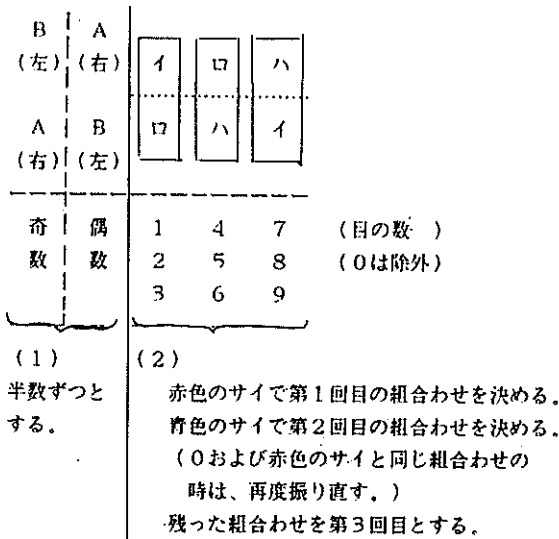 B A
(左) (右) イ ロ ハ
A B ロ ハ イ
(右) (左)
奇 偶 1 4 7 (目の数 )
数 数 2 5 8 (0は除外)
3 6 9
(1) (2)
半数ずつと
する。
赤色のサイで第1回目の組合わせを決める。
青色のサイで第2回目の組合わせを決める。
(0および赤色のサイと同じ組合わせの
時は、再度振り直す。)
残った組合わせを第3回目とする。